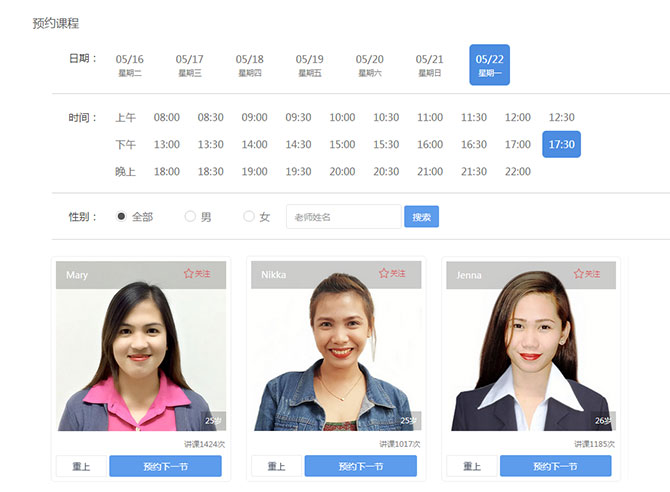 预约课程
日期： 05/16 05/17 05/18 05/19 05/20 05/21 05/22
星期二 星期三 星期四 星期五 星期六 星期日 星期一
时间： 上午 08:00 08:30 09:00 09:30 10:00 10:30 11:00 11:30 12:00 12:30
下午 13:00 13:30 14:00 14:30 15:00 15:30 16:00 16:30 17:00 17:30
晚上 18:00 18:30 19:00 19:30 20:00 20:30 21:00 21:30 22:00
性别： 全部 男 女 老师姓名 搜索
Mary 关注 Nikka 关注 Jenna 关注
25岁 25岁 26岁
讲课1424次 讲课1017次 讲课1185次
重上 预约下一节 重上 预约下一节 重上 预约下一节